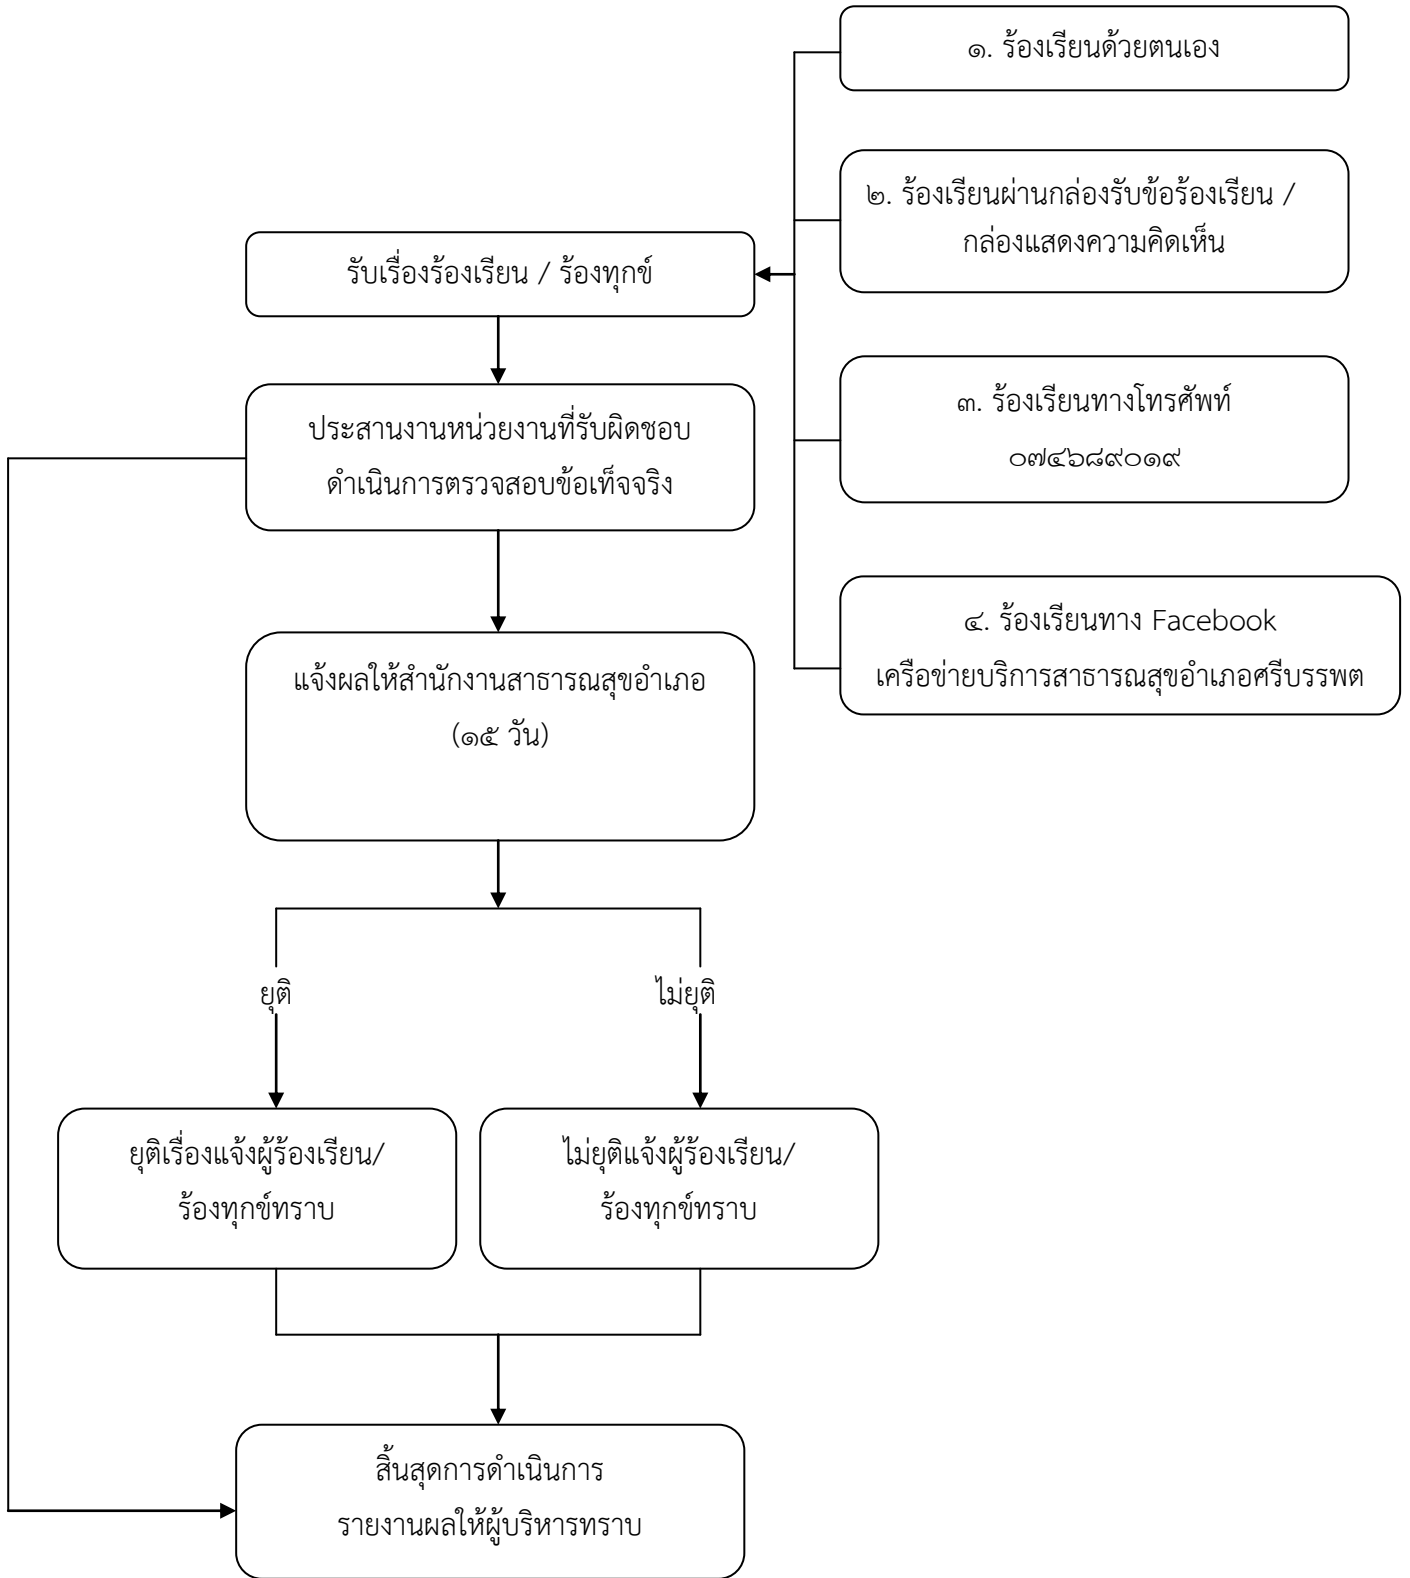 ๑. ร้องเรียนด้วยตนเอง
๒. ร้องเรียนผ่านกล่องรับข้อร้องเรียน /
กล่องแสดงความคิดเห็น
รับเรื่องร้องเรียน / ร้องทุกข์
๓. ร้องเรียนทางโทรศัพท์
๐๗๔๖๘๙๐๑๙
ประสานงานหน่วยงานที่รับผิดชอบ
ดำเนินการตรวจสอบข้อเท็จจริง
๔. ร้องเรียนทาง Facebook
เครือข่ายบริการสาธารณสุขอำเภอศรีบรรพต
แจ้งผลให้สำนักงานสาธารณสุขอำเภอ
(๑๕ วัน)
ยุติ
ไม่ยุติ
ยุติเรื่องแจ้งผู้ร้องเรียน/
ร้องทุกข์ทราบ
ไม่ยุติแจ้งผู้ร้องเรียน/
ร้องทุกข์ทราบ
สิ้นสุดการดำเนินการ
รายงานผลให้ผู้บริหารทราบ